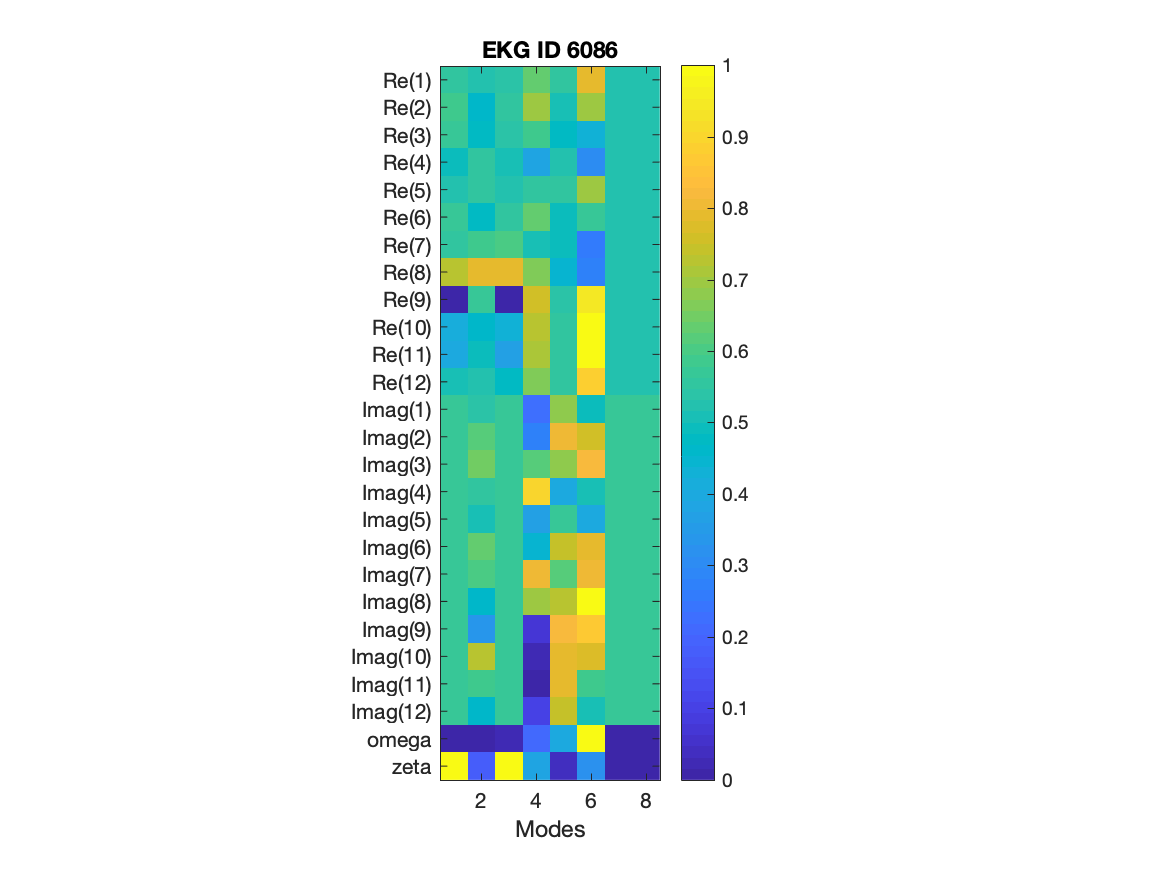 EKG ID 6086
Re(1)
Re(2)
Re(3)
Re(4)
Re(5)
Re(6)
Re(7)
Re(8)
Re(9)
Re(10)
Re(11)
Re(12)
Imag(1)
Imag(2)
Imag(3)
Imag(4)
Imag(5)
Imag(6)
Imag(7)
Imag(8)
Imag(9)
Imag(10)
Imag(11)
Imag(12)
omega
zeta
2 4 6 8
Modes
1
0.9
0.8
0.7
0.6
0.5
0.4
0.3
0.2
0.1
0